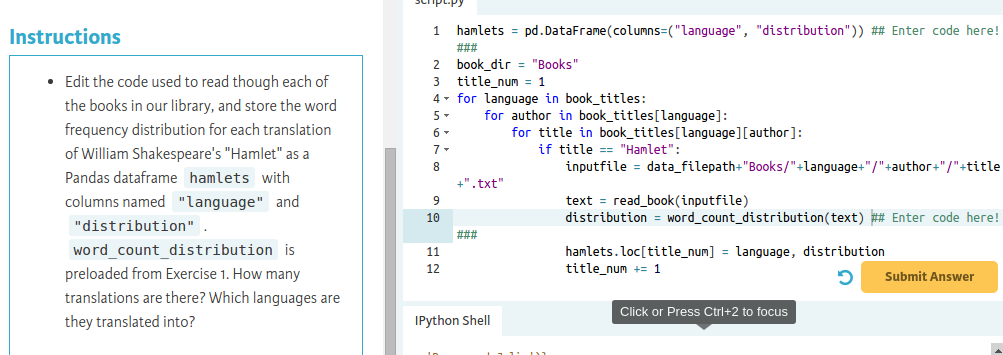 script.py
Instructions
Edit the code used to read though each of
the books in our library, and store the word
frequency distribution for each translation
of William Shakespeare's "Hamlet" as a
Pandas dataframe hamlets with
columns named "language" and
"distribution" .
word_count_distribution is
preloaded from Exercise 1. How many
translations are there? Which languages are
they translated into?
1 hamlets = pd.DataFrame(columns=("language", "distribution")) ## Enter code here!
###
2 book_dir = "Books"
3 title_num = 1
4 for language in book_titles:
5 for author in book_titles[language]:
6 for title in book_titles[language][author]:
7 if title == "Hamlet":
8 inputfile = data_filepath+"Books/"+language+"/"+author+"/"+title
+".txt"
9 text = read_book(inputfile)
10 distribution = word_count_distribution(text) ## Enter code here!
###
11 hamlets.loc[title_num] = language, distribution
12 title_num += 1
Submit Answer
Click or Press Ctrl+2 to focus
IPython Shell